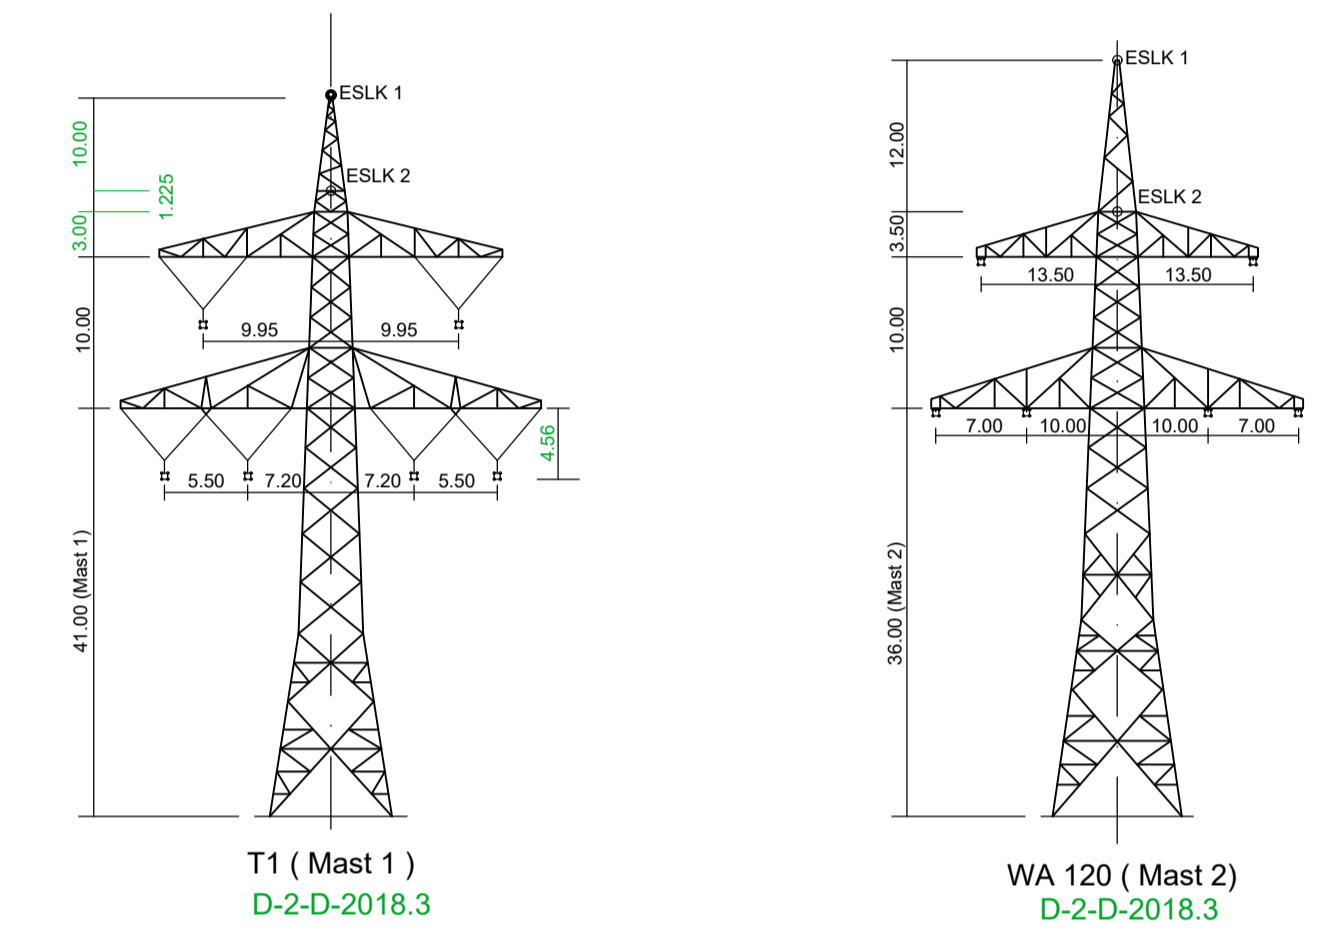 ESLK 1
10.00
ESLK 2
1.225
3.00
9.95 9.95
10.00
4.56
5.50 7.20 7.20 5.50
41.00 (Mast 1)
T1 ( Mast 1 )
D-2-D-2018.3
ESLK 1
12.00
ESLK 2
3.50
13.50 13.50
10.00
7.00 10.00 10.00 7.00
36.00 (Mast 2)
WA 120 ( Mast 2)
D-2-D-2018.3